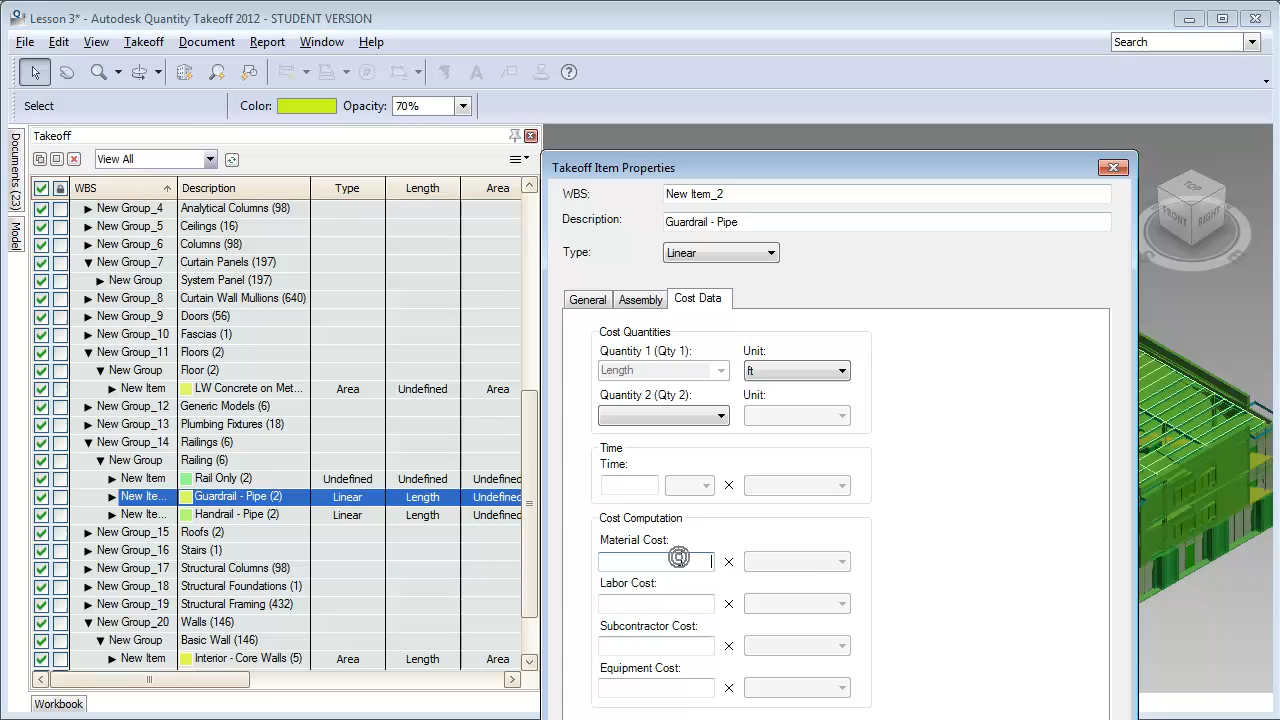 Lesson 3* - Autodesk Quantity Takeoff 2012 - STUDENT VERSION
File Edit View Takeoff Document Report Window Help Search
Select Color: Opacity: 70%
Documents (23)
Model
Takeoff
View All
WBS Description Type Length Area
New Group_4 Analytical Columns (98)
New Group_5 Ceilings (16)
New Group_6 Columns (98)
New Group_7 Curtain Panels (197)
New Group System Panel (197)
New Group_8 Curtain Wall Mullions (640)
New Group_9 Doors (56)
New Group_10 Fascias (1)
New Group_11 Floors (2)
New Group Floor (2)
New Item LW Concrete on Met... Area Undefined Area
New Group_12 Generic Models (6)
New Group_13 Plumbing Fixtures (18)
New Group_14 Railings (6)
New Group Railing (6)
New Item Rail Only (2) Undefined Undefined Undefined
New Ite... Guardrail - Pipe (2) Linear Length Undefined
New Ite... Handrail - Pipe (2) Linear Length Undefined
New Group_15 Roofs (2)
New Group_16 Stairs (1)
New Group_17 Structural Columns (98)
New Group_18 Structural Foundations (1)
New Group_19 Structural Framing (432)
New Group_20 Walls (146)
New Group Basic Wall (146)
New Item Interior - Core Walls (5) Area Length Area
Workbook
Takeoff Item Properties
WBS: New Item_2
Description: Guardrail - Pipe
Type: Linear
General Assembly Cost Data
Cost Quantities
Quantity 1 (Qty 1): Unit:
Length ft
Quantity 2 (Qty 2): Unit:
Time
Time:
Cost Computation
Material Cost:
Labor Cost:
Subcontractor Cost:
Equipment Cost:
TOP
FRONT RIGHT